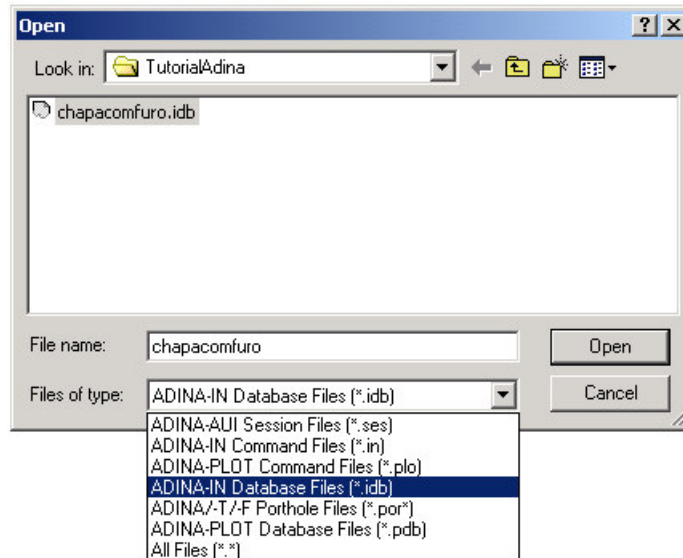 Open
Look in: TutorialAdina
chapacomfuro.idb
File name: chapacomfuro Open
Files of type: ADINA-IN Database Files (*.idb) Cancel
ADINA-AUI Session Files (*.ses)
ADINA-IN Command Files (*.in)
ADINA-PLOT Command Files (*.plo)
ADINA-IN Database Files (*.idb)
ADINA/-T/-F Porthole Files (*.por*)
ADINA-PLOT Database Files (*.pdb)
All Files (*.*)